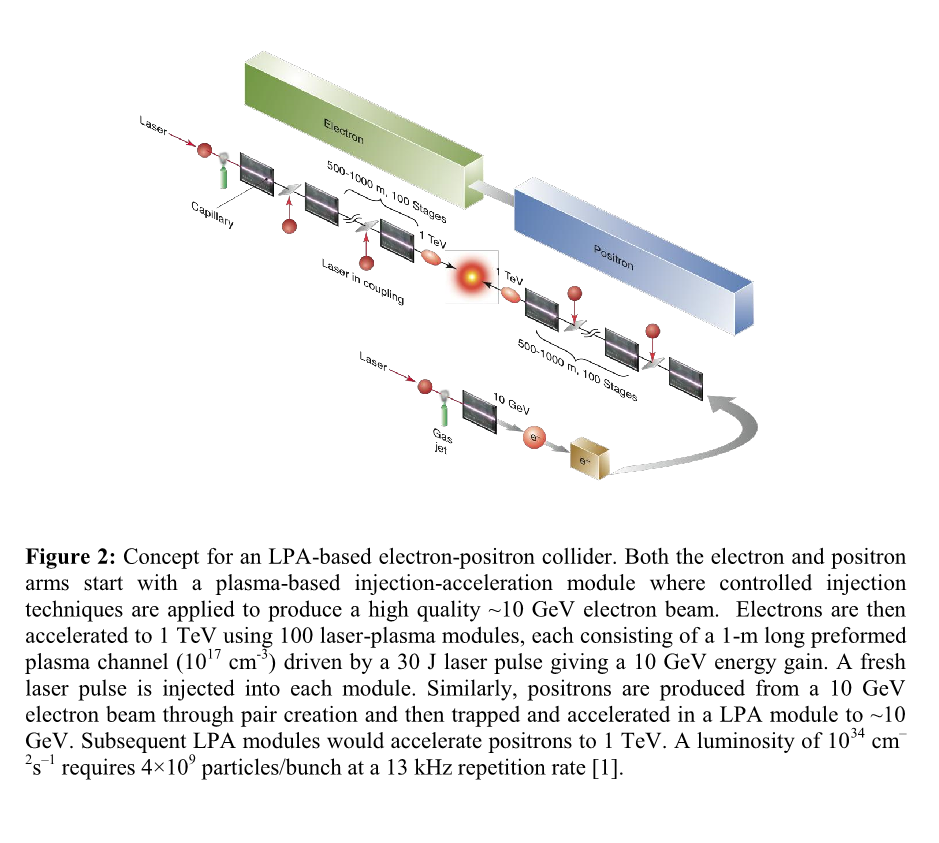 Electron
Laser
500-1000 m, 100 Stages
Capillary
1 TeV
Laser in coupling
Positron
1 TeV
500-1000 m, 100 Stages
Laser
10 GeV
Gas
jet
e⁻
e⁺
Figure 2: Concept for an LPA-based electron-positron collider. Both the electron and positron
arms start with a plasma-based injection-acceleration module where controlled injection
techniques are applied to produce a high quality ~10 GeV electron beam. Electrons are then
accelerated to 1 TeV using 100 laser-plasma modules, each consisting of a 1-m long preformed
plasma channel (10¹⁷ cm⁻³) driven by a 30 J laser pulse giving a 10 GeV energy gain. A fresh
laser pulse is injected into each module. Similarly, positrons are produced from a 10 GeV
electron beam through pair creation and then trapped and accelerated in a LPA module to ~10
GeV. Subsequent LPA modules would accelerate positrons to 1 TeV. A luminosity of 10³⁴ cm⁻
²s⁻¹ requires 4×10⁹ particles/bunch at a 13 kHz repetition rate [1].